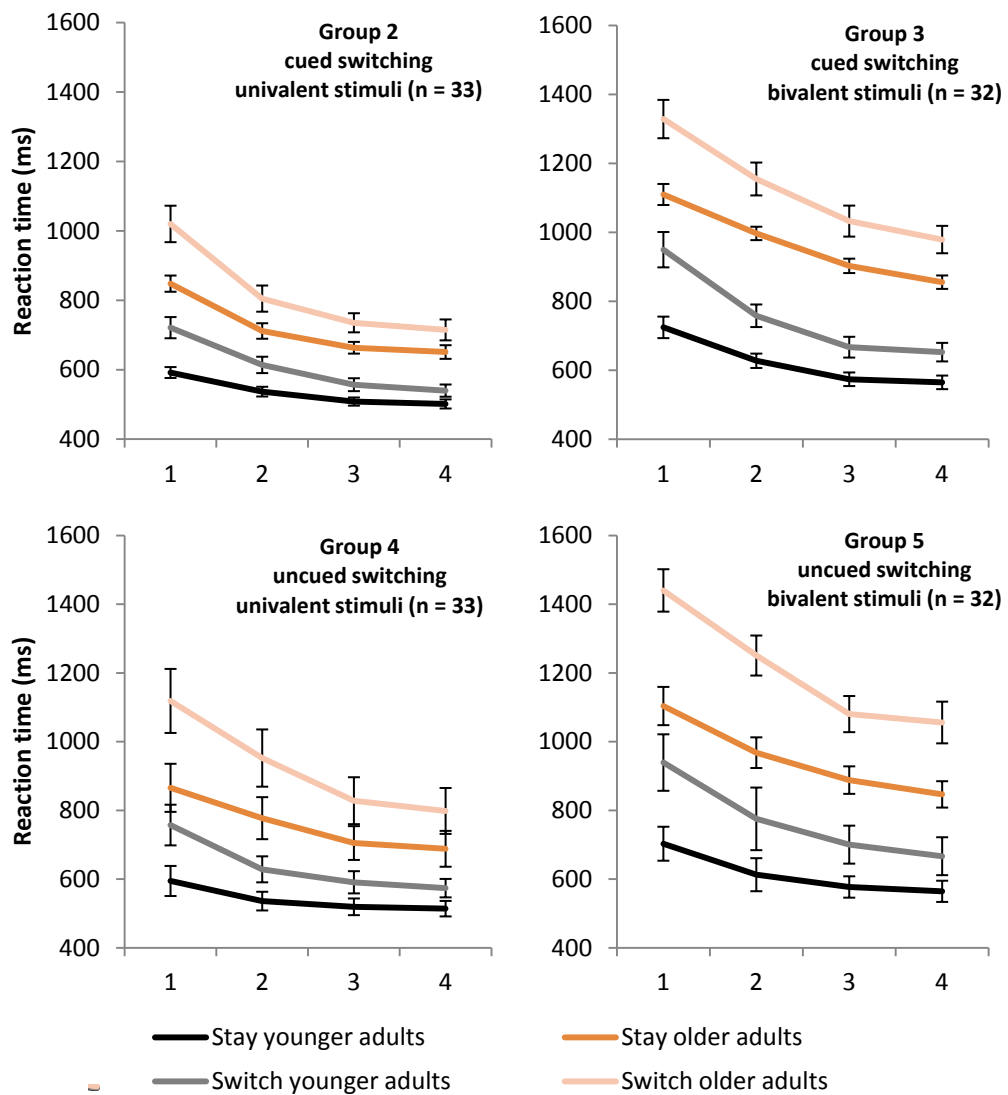 Group 2
cued switching
univalent stimuli (n = 33)
Reaction time (ms)
1600
1400
1200
1000
800
600
400
1
2
3
4
Group 3
cued switching
bivalent stimuli (n = 32)
1600
1400
1200
1000
800
600
400
1
2
3
4
Group 4
uncued switching
univalent stimuli (n = 33)
Reaction time (ms)
1600
1400
1200
1000
800
600
400
1
2
3
4
Group 5
uncued switching
bivalent stimuli (n = 32)
1600
1400
1200
1000
800
600
400
1
2
3
4
Stay younger adults
Stay older adults
Switch younger adults
Switch older adults